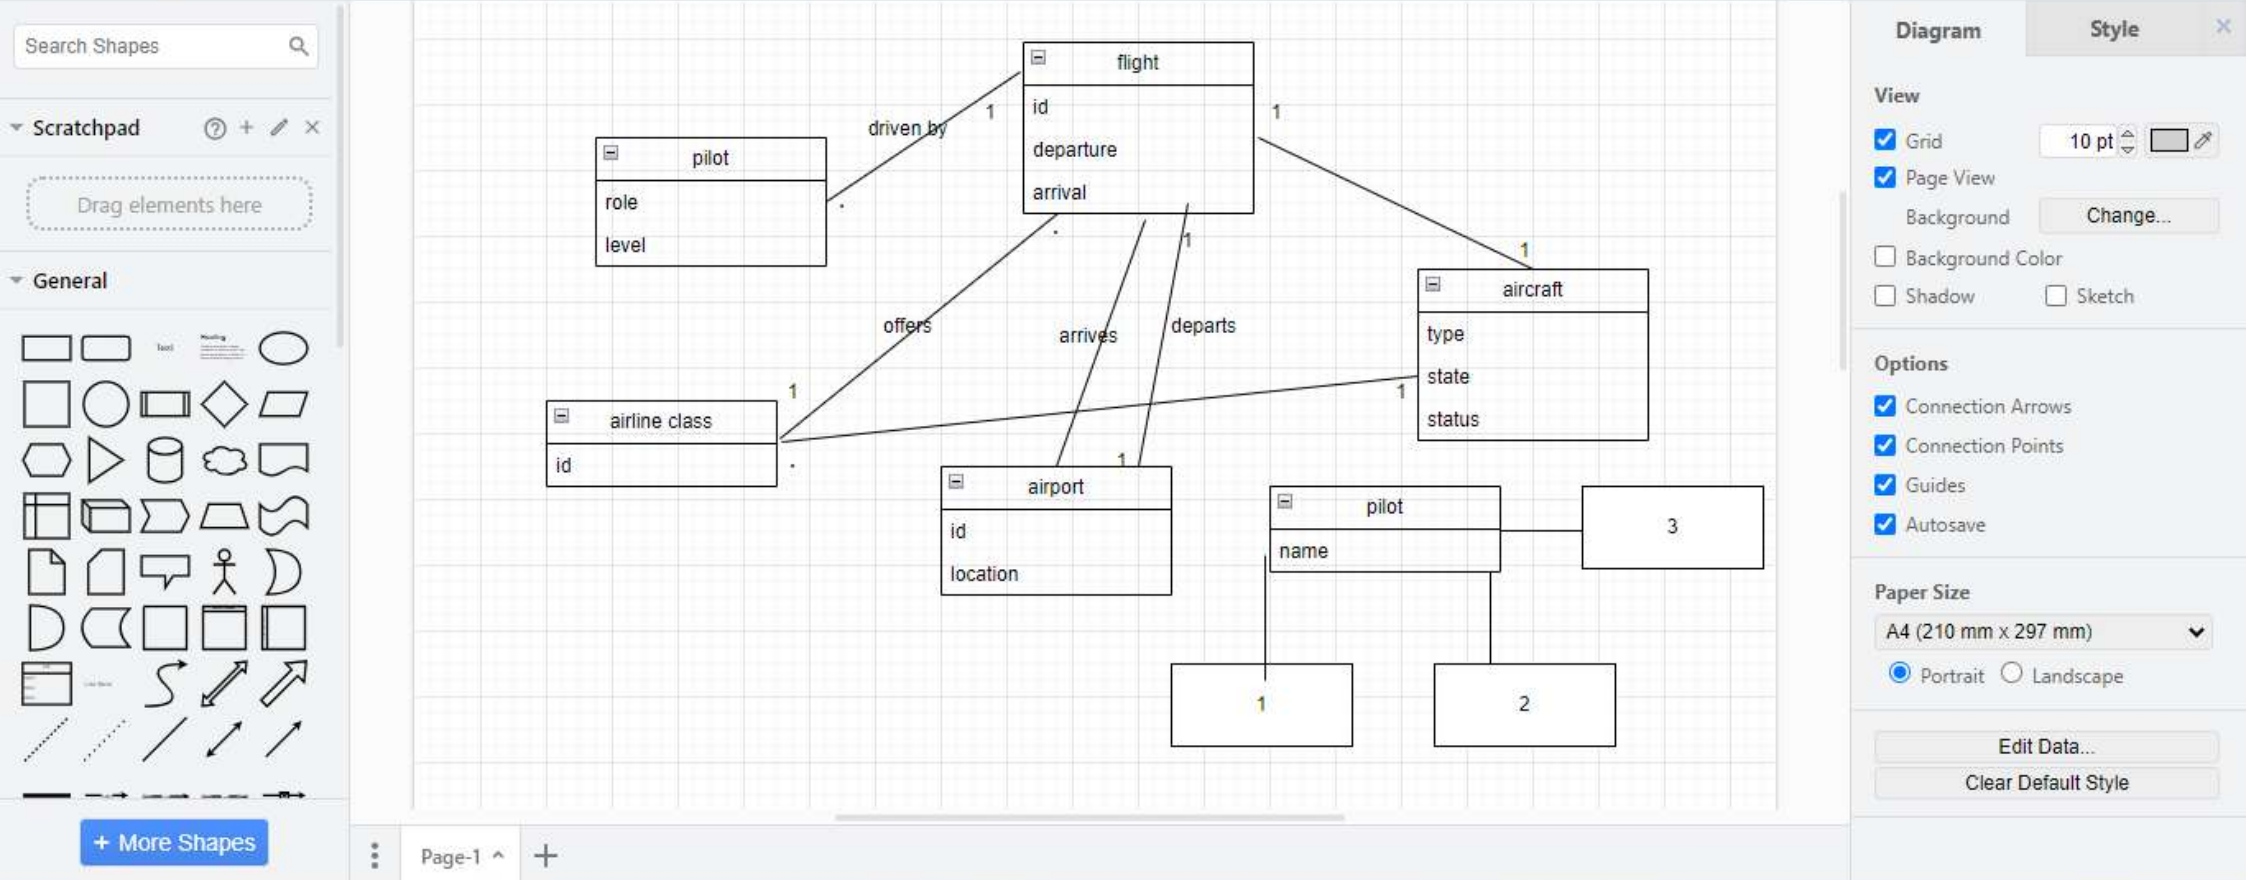 Search Shapes
Scratchpad
Drag elements here
General
Text
Heading
+ More Shapes
flight
id
departure
arrival
driven by
1
1
pilot
role
level
.
.
1
1
offers
arrives
departs
aircraft
type
state
status
1
1
airline class
id
.
1
airport
id
location
pilot
name
3
1
2
Page-1
Diagram
Style
View
Grid
10 pt
Page View
Background
Change...
Background Color
Shadow
Sketch
Options
Connection Arrows
Connection Points
Guides
Autosave
Paper Size
A4 (210 mm x 297 mm)
Portrait
Landscape
Edit Data...
Clear Default Style